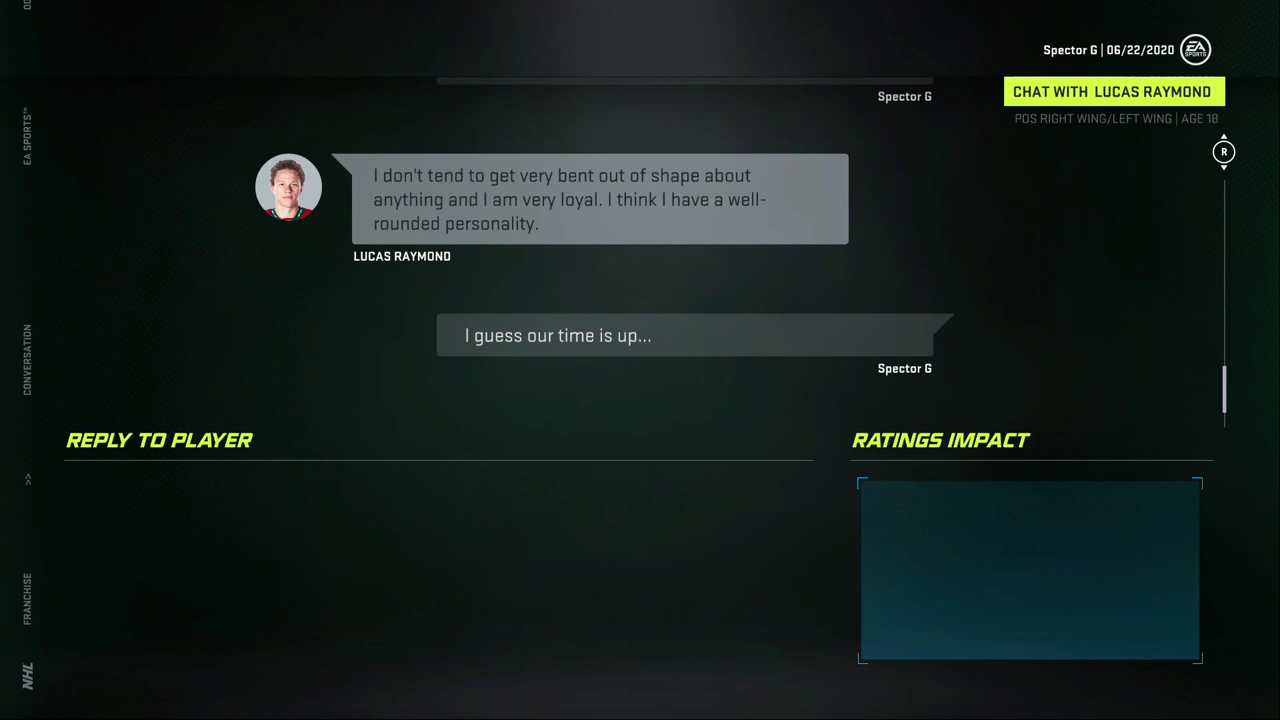 Spector G | 06/22/2020
EA SPORTS
CHAT WITH LUCAS RAYMOND
POS RIGHT WING/LEFT WING | AGE 18
R
Spector G
I don't tend to get very bent out of shape about
anything and I am very loyal. I think I have a well-
rounded personality.
LUCAS RAYMOND
I guess our time is up...
Spector G
REPLY TO PLAYER
RATINGS IMPACT
EA SPORTS™
CONVERSATION
>>
FRANCHISE
NHL